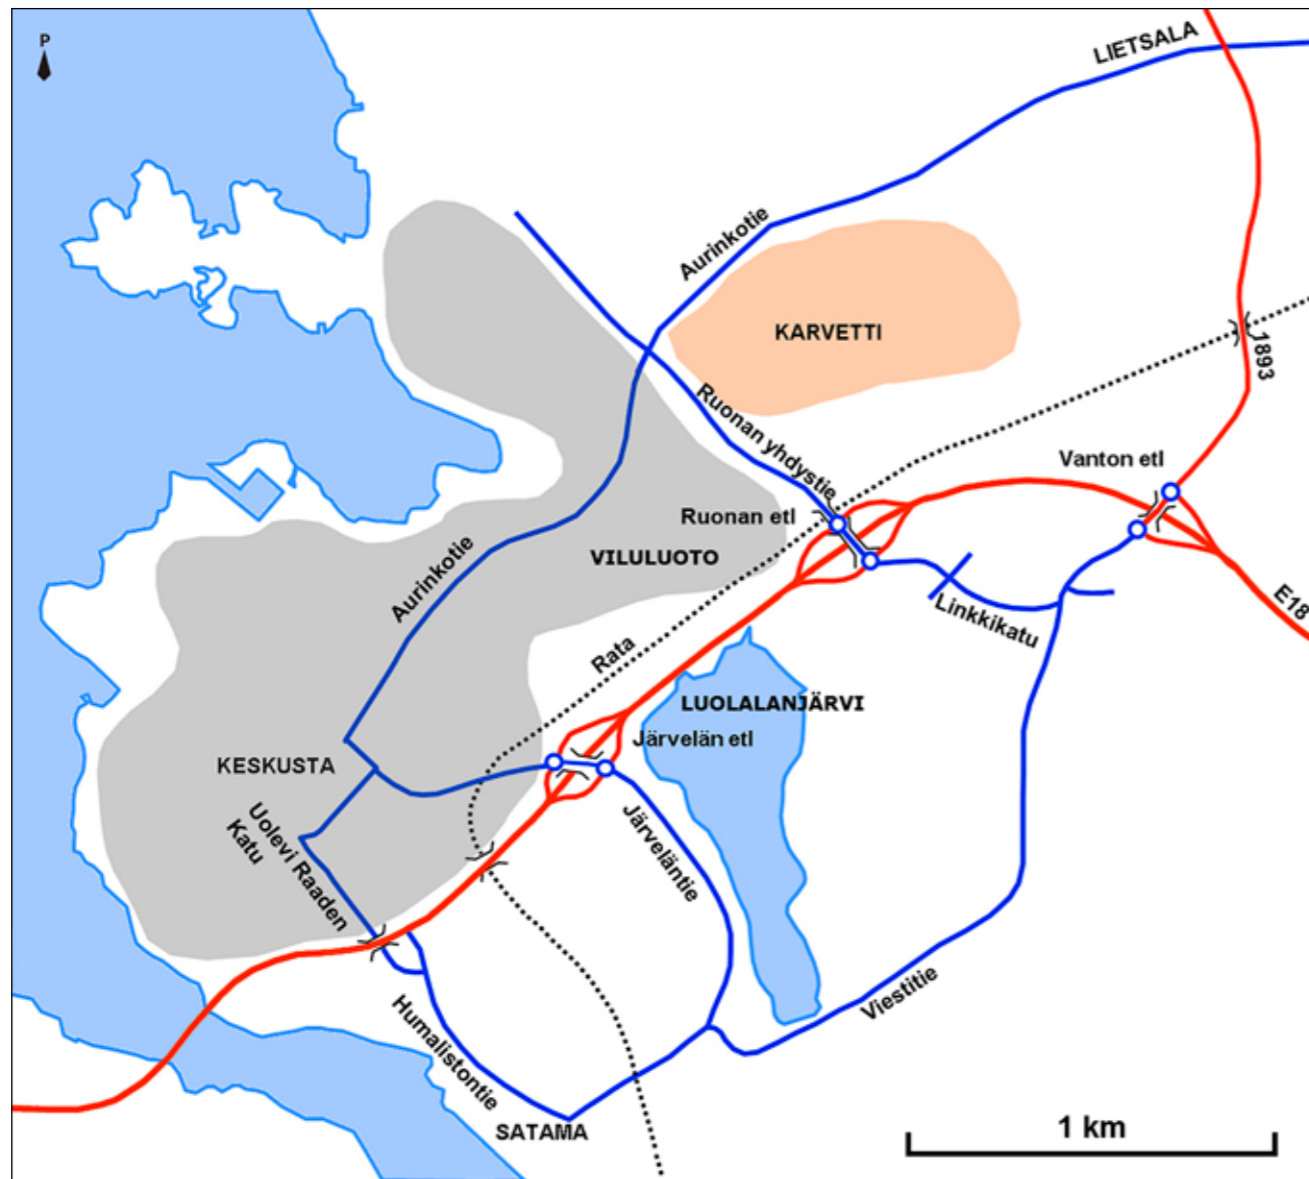 P
LIETSALA
Aurinkotie
KARVETTI
1893
Ruonan yhdystie
Vanton etl
Ruonan etl
Aurinkotie
VILULUOTO
Linkkikatu
E18
Rata
LUOLALANJÄRVI
Järvelän etl
KESKUSTA
Uolevi Raaden
Katu
Järveläntie
Viestitie
Humalistontie
SATAMA
1 km